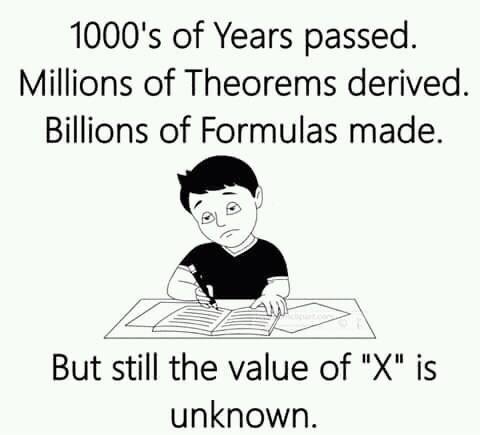 1000's of Years passed.
Millions of Theorems derived.
Billions of Formulas made.
But still the value of "X" is
unknown.